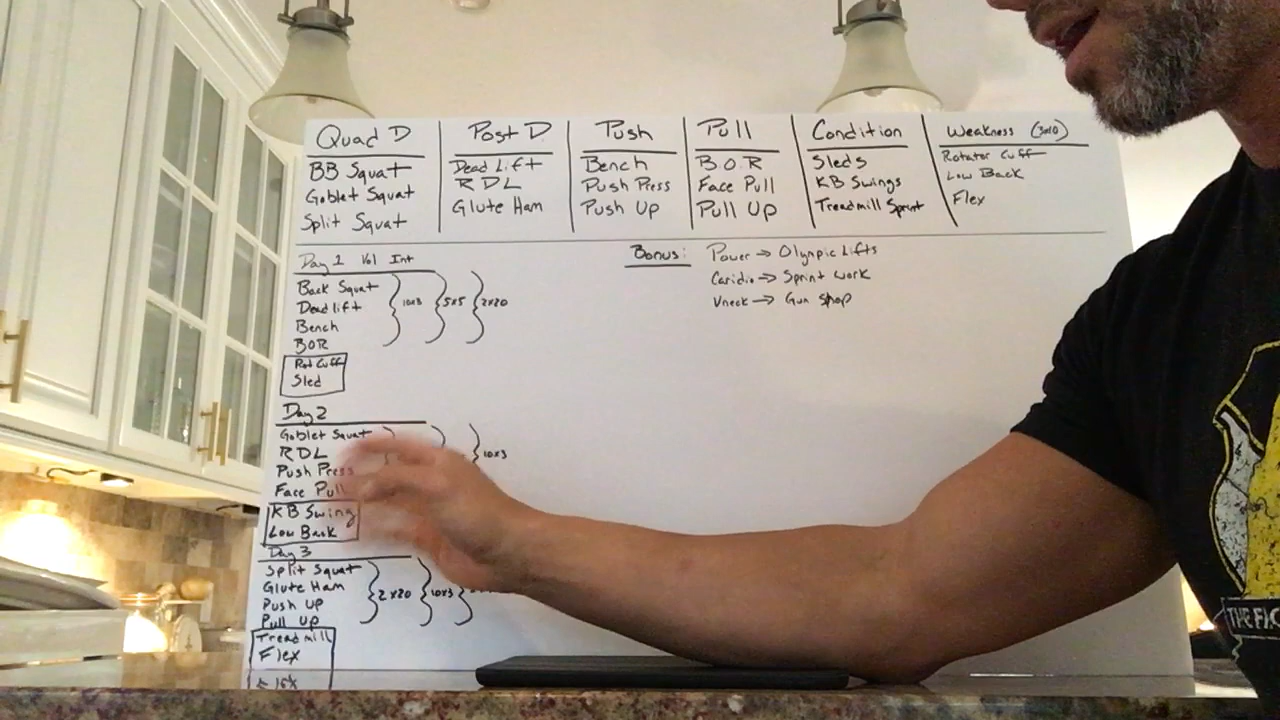 Quad D Post D Push Pull Condition Weakness (3x10)
BB Squat Dead Lift Bench B.O.R Sleds Rotator Cuff
Goblet Squat RDL Push Press Face Pull KB Swings Low Back
Split Squat Glute Ham Push Up Pull Up Treadmill Sprint Flex
Day 1 Vol Int
Bonus: Power → Olympic Lifts
Caridio → Sprint Work
Vneck → Gun Shop
Back Squat
Deadlift 10x3 5x5 2x20
Bench
BOR
Rot Cuff
Sled
Day 2
Goblet Squat
RDL 10x3
Push Press
Face Pull
KB Swing
Low Back
Day 3
Split Squat
Glute Ham 2x20 10x3
Push Up
Pull Up
Treadmill
Flex